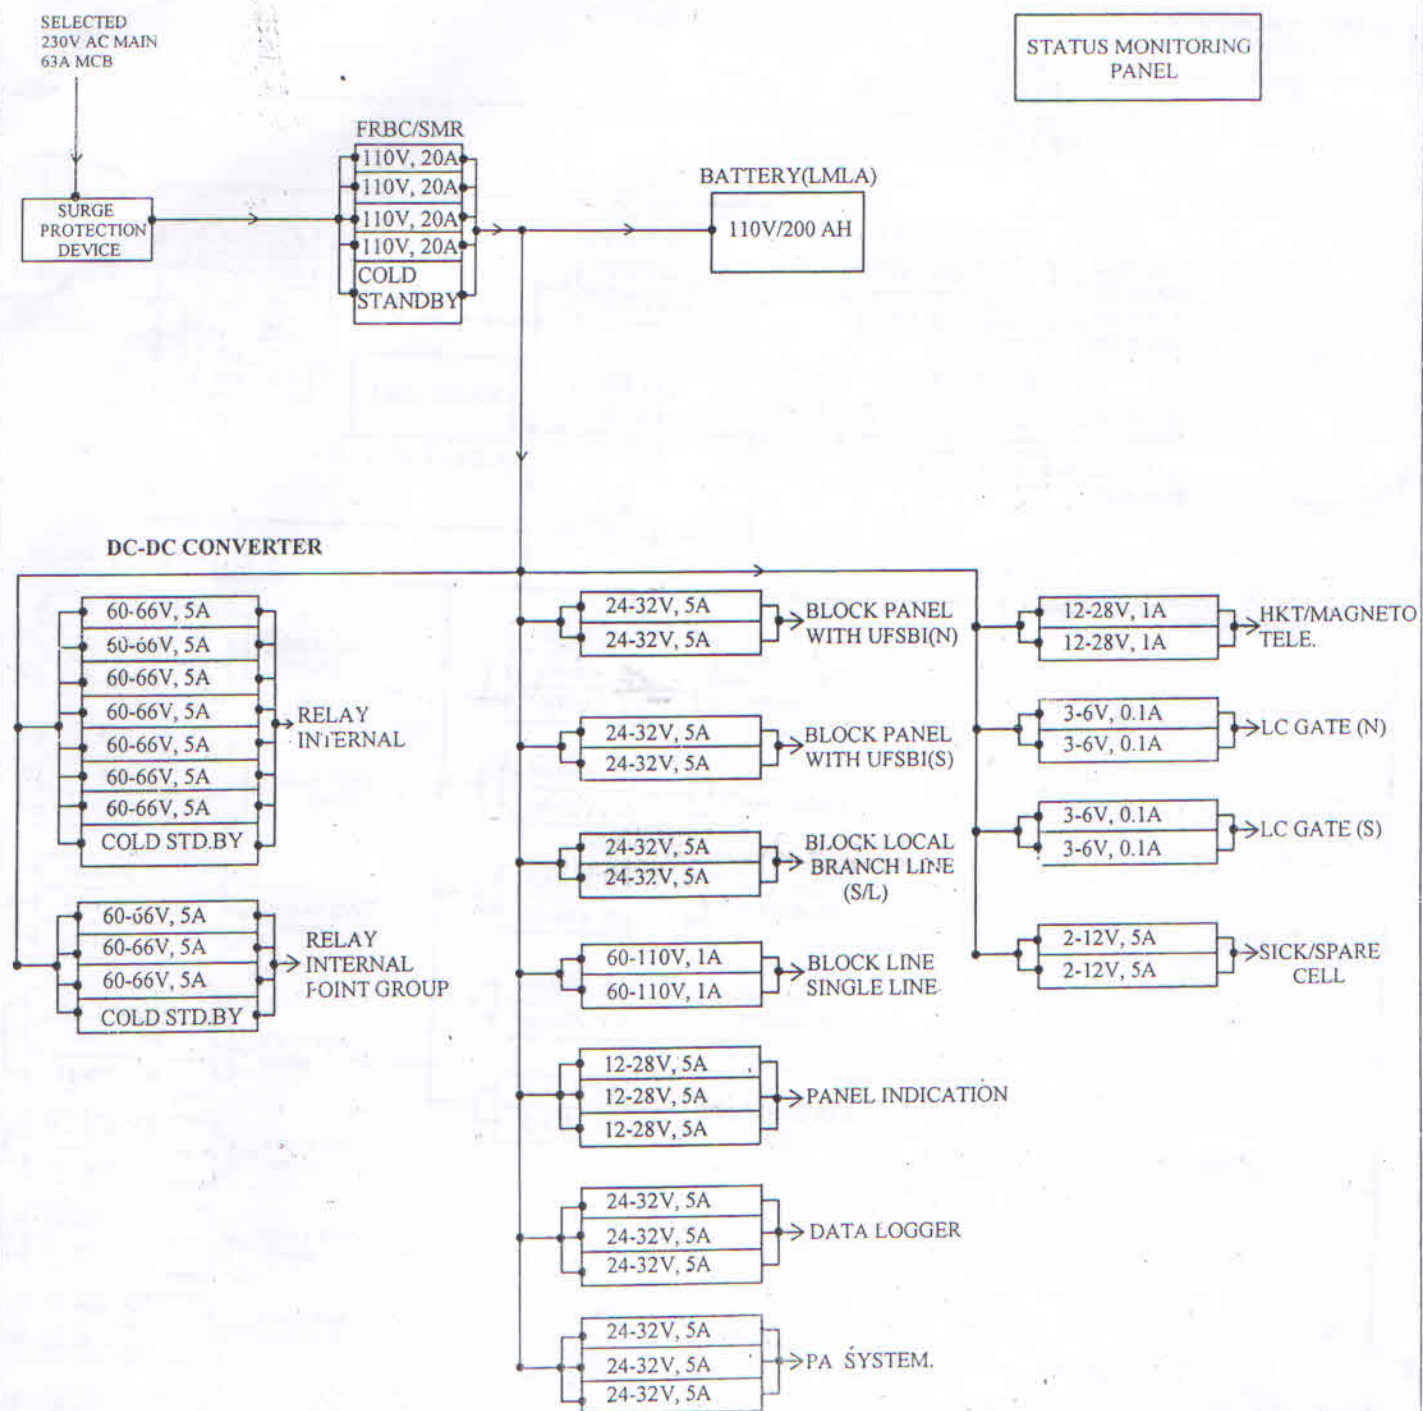 SELECTED
230V AC MAIN
63A MCB
STATUS MONITORING
PANEL
FRBC/SMR
110V, 20A
110V, 20A
110V, 20A
110V, 20A
COLD
STANDBY
SURGE
PROTECTION
DEVICE
BATTERY(LMLA)
110V/200 AH
DC-DC CONVERTER
60-66V, 5A
60-66V, 5A
60-66V, 5A
60-66V, 5A
60-66V, 5A
60-66V, 5A
60-66V, 5A
COLD STD.BY
RELAY
INTERNAL
60-66V, 5A
60-66V, 5A
60-66V, 5A
COLD STD.BY
RELAY
INTERNAL
POINT GROUP
24-32V, 5A
24-32V, 5A
BLOCK PANEL
WITH UFSBI(N)
24-32V, 5A
24-32V, 5A
BLOCK PANEL
WITH UFSBI(S)
24-32V, 5A
24-32V, 5A
BLOCK LOCAL
BRANCH LINE
(S/L)
60-110V, 1A
60-110V, 1A
BLOCK LINE
SINGLE LINE
12-28V, 5A
12-28V, 5A
12-28V, 5A
PANEL INDICATION
24-32V, 5A
24-32V, 5A
24-32V, 5A
DATA LOGGER
24-32V, 5A
24-32V, 5A
24-32V, 5A
PA SYSTEM.
12-28V, 1A
12-28V, 1A
HKT/MAGNETO
TELE.
3-6V, 0.1A
3-6V, 0.1A
LC GATE (N)
3-6V, 0.1A
3-6V, 0.1A
LC GATE (S)
2-12V, 5A
2-12V, 5A
SICK/SPARE
CELL